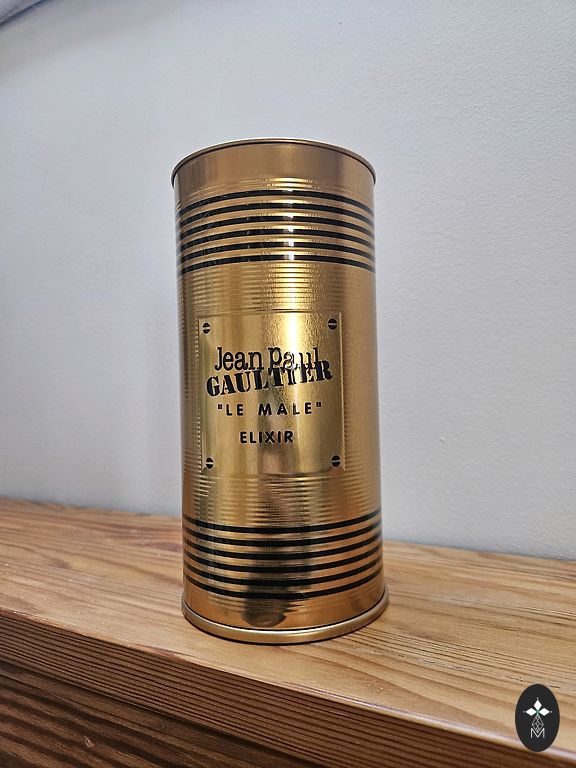 Jean Paul
GAULTIER
"LE MALE"
ELIXIR
M